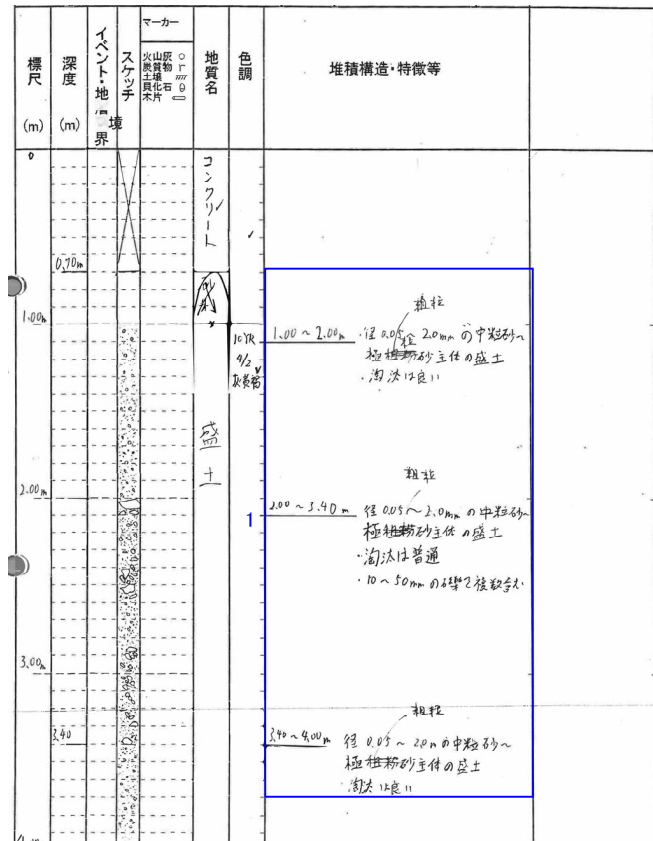 標尺
(m)
深度
(m)
イベント・地層境界
スケッチ
マーカー
火山灰
炭質物
土壌化石
貝片
木
地質名
色調
堆積構造・特徴等
0
コンクリート
0.70m
1.00m
10YR
4/2
灰黄褐
粗粒
1.00～2.00m ・径0.05～2.0mmの中粒砂～
極粗粒砂主体の盛土
・淘汰は良い
盛土
2.00m
1
粗粒
2.00～3.40m 径0.05～2.0mmの中粒砂～
極粗粉砂主体の盛土
・淘汰は普通
・10～50mmの礫を複数含む
3.00m
粗粒
3.40
3.40～4.00m 径0.05～2.0mの中粒砂～
極粗粉砂主体の盛土
淘汰は良い